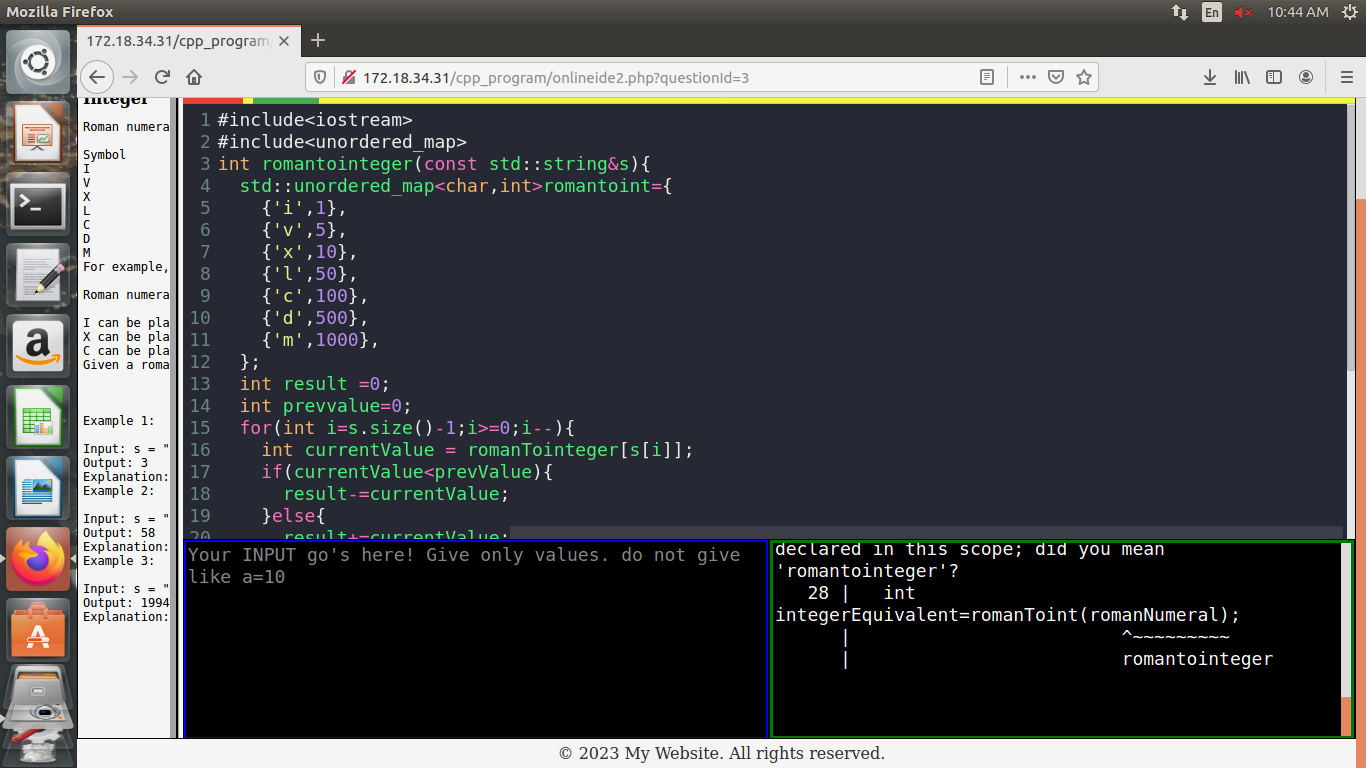 Mozilla Firefox
En
10:44 AM
172.18.34.31/cpp_program
172.18.34.31/cpp_program/onlineide2.php?questionId=3
Integer
Roman numera
Symbol
I
V
X
L
C
D
M
For example,
Roman numera
I can be pla
X can be pla
C can be pla
Given a roma
Example 1:
Input: s = "
Output: 3
Explanation:
Example 2:
Input: s = "
Output: 58
Explanation:
Example 3:
Input: s = "
Output: 1994
Explanation:
1 #include<iostream>
2 #include<unordered_map>
3 int romantointeger(const std::string&s){
4 std::unordered_map<char,int>romantoint={
5 {'i',1},
6 {'v',5},
7 {'x',10},
8 {'l',50},
9 {'c',100},
10 {'d',500},
11 {'m',1000},
12 };
13 int result =0;
14 int prevvalue=0;
15 for(int i=s.size()-1;i>=0;i--){
16 int currentValue = romanTointeger[s[i]];
17 if(currentValue<prevValue){
18 result-=currentValue;
19 }else{
20 result+=currentValue;
Your INPUT go's here! Give only values. do not give
like a=10
declared in this scope; did you mean
'romantointeger'?
28 | int
integerEquivalent=romanToint(romanNumeral);
| ^~~~~~~~~~
| romantointeger
© 2023 My Website. All rights reserved.